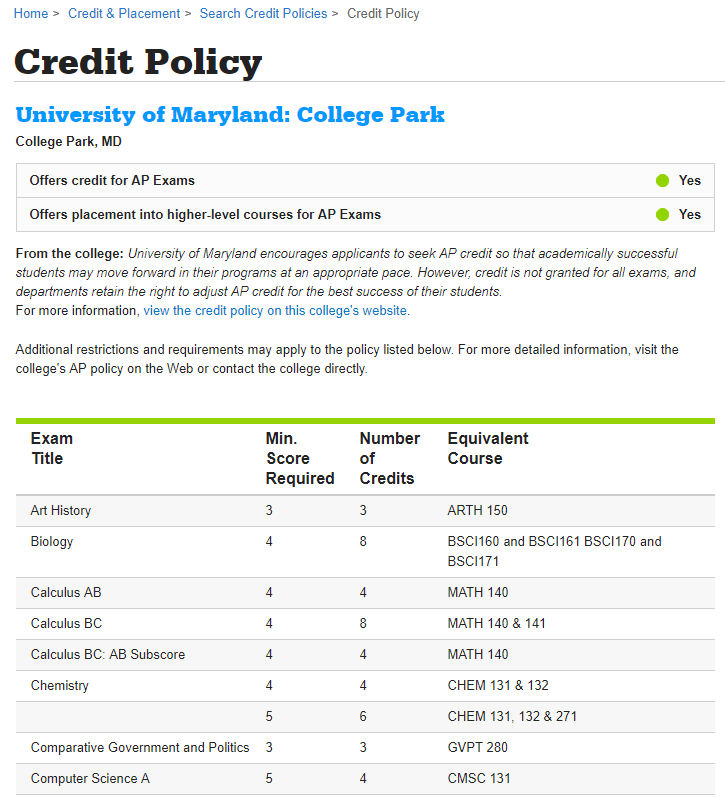 Home > Credit & Placement > Search Credit Policies > Credit Policy
Credit Policy
University of Maryland: College Park
College Park, MD
Offers credit for AP Exams Yes
Offers placement into higher-level courses for AP Exams Yes
From the college: University of Maryland encourages applicants to seek AP credit so that academically successful
students may move forward in their programs at an appropriate pace. However, credit is not granted for all exams, and
departments retain the right to adjust AP credit for the best success of their students.
For more information, view the credit policy on this college's website.
Additional restrictions and requirements may apply to the policy listed below. For more detailed information, visit the
college's AP policy on the Web or contact the college directly.
Exam Min. Number Equivalent
Title Score of Course
Required Credits
Art History 3 3 ARTH 150
Biology 4 8 BSCI160 and BSCI161 BSCI170 and
BSCI171
Calculus AB 4 4 MATH 140
Calculus BC 4 8 MATH 140 & 141
Calculus BC: AB Subscore 4 4 MATH 140
Chemistry 4 4 CHEM 131 & 132
5 6 CHEM 131, 132 & 271
Comparative Government and Politics 3 3 GVPT 280
Computer Science A 5 4 CMSC 131